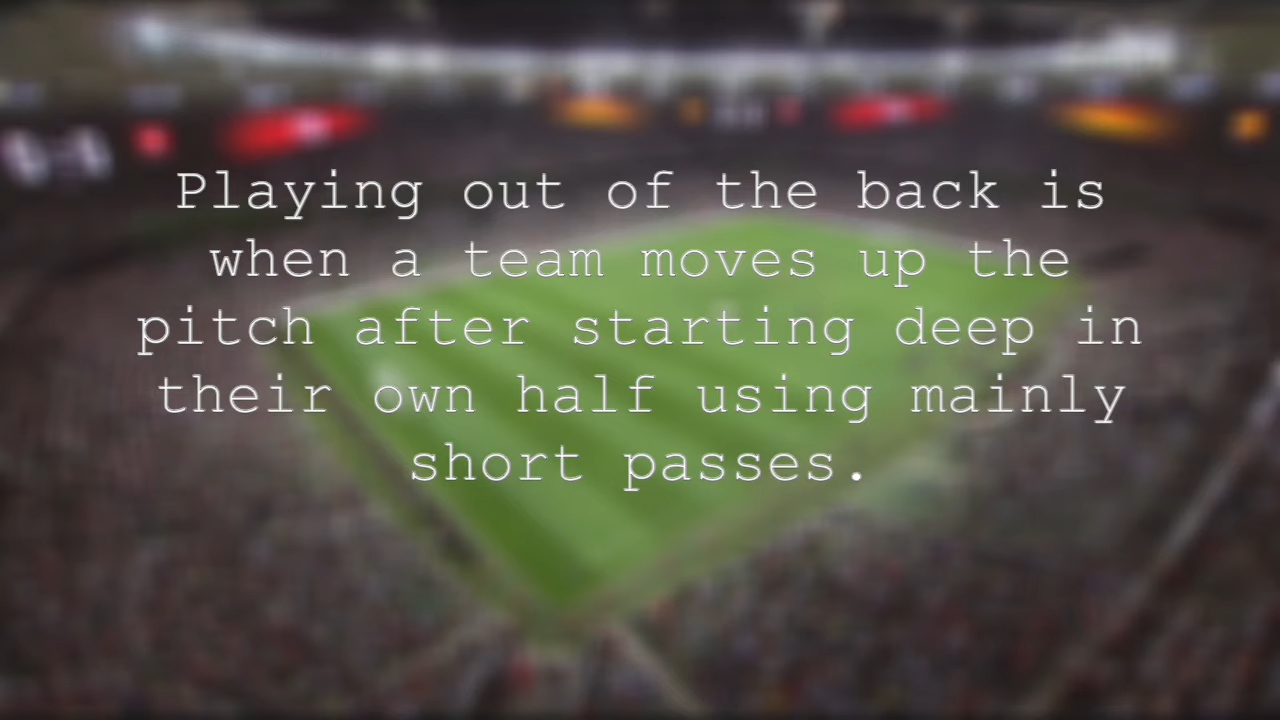 Playing out of the back is
when a team moves up the
pitch after starting deep in
their own half using mainly
short passes.